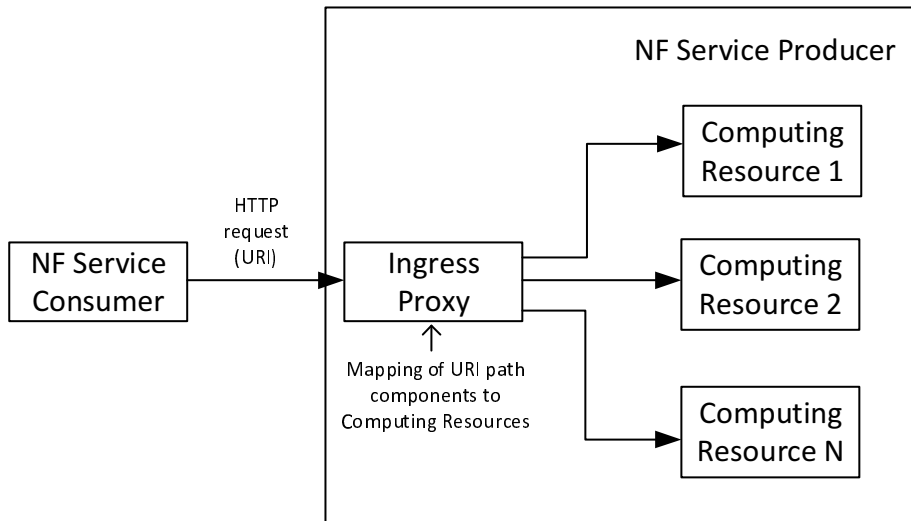 NF Service Producer
Computing
Resource 1
HTTP
request
(URI)
NF Service
Consumer
Ingress
Proxy
Computing
Resource 2
Mapping of URI path
components to
Computing Resources
Computing
Resource N